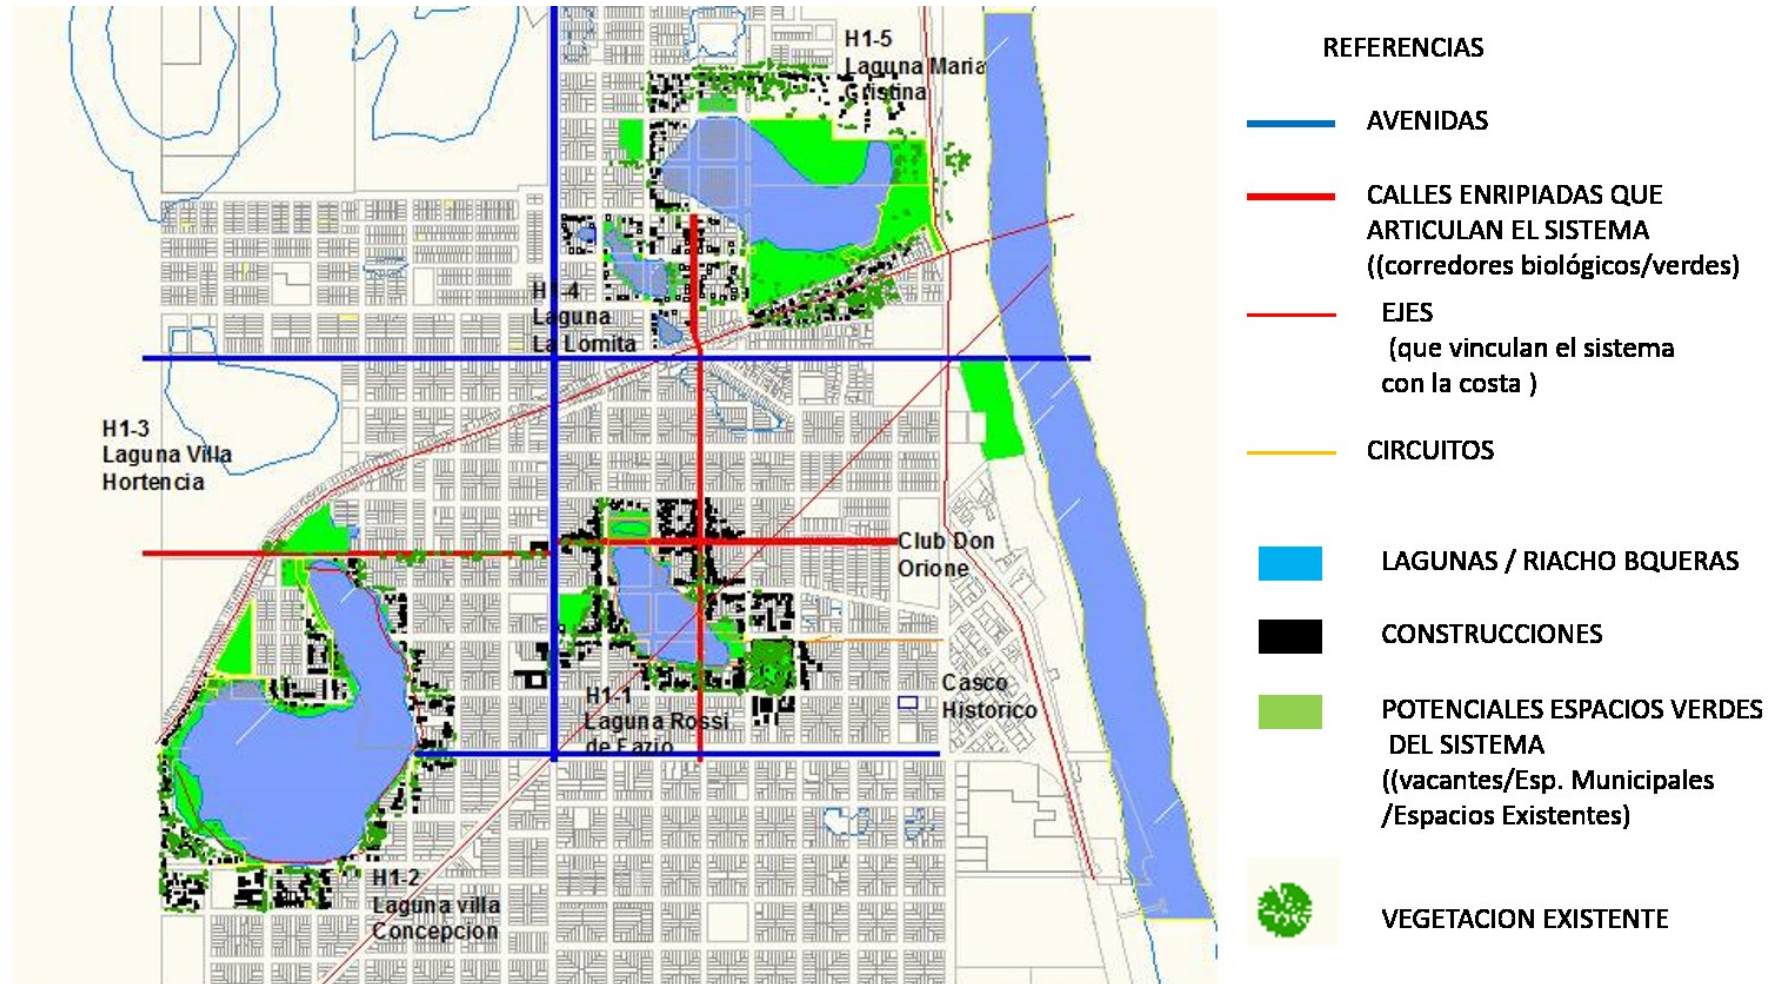 H1-5
Laguna Maria
Cristina
H1-4
Laguna
La Lomita
H1-3
Laguna Villa
Hortencia
Club Don
Orione
Casco
Historico
H1-1
Laguna Rossi
de Fazio
H1-2
Laguna villa
Concepcion
REFERENCIAS
AVENIDAS
CALLES ENRIPIADAS QUE
ARTICULAN EL SISTEMA
((corredores biológicos/verdes)
EJES
(que vinculan el sistema
con la costa )
CIRCUITOS
LAGUNAS / RIACHO BQUERAS
CONSTRUCCIONES
POTENCIALES ESPACIOS VERDES
DEL SISTEMA
((vacantes/Esp. Municipales
/Espacios Existentes)
VEGETACION EXISTENTE